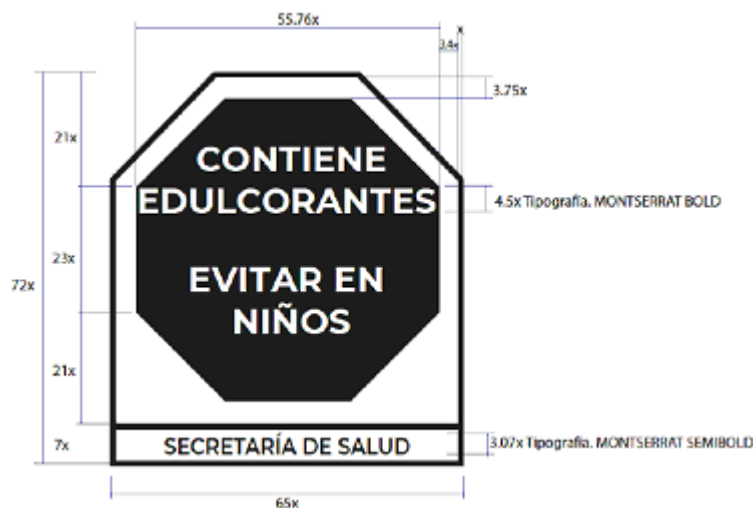 55.76x
x
3.4x
3.75x
21x
CONTIENE
EDULCORANTES
4.5x Tipografía. MONTSERRAT BOLD
23x
EVITAR EN
NIÑOS
72x
21x
7x
SECRETARÍA DE SALUD
3.07x Tipografía. MONTSERRAT SEMIBOLD
65x